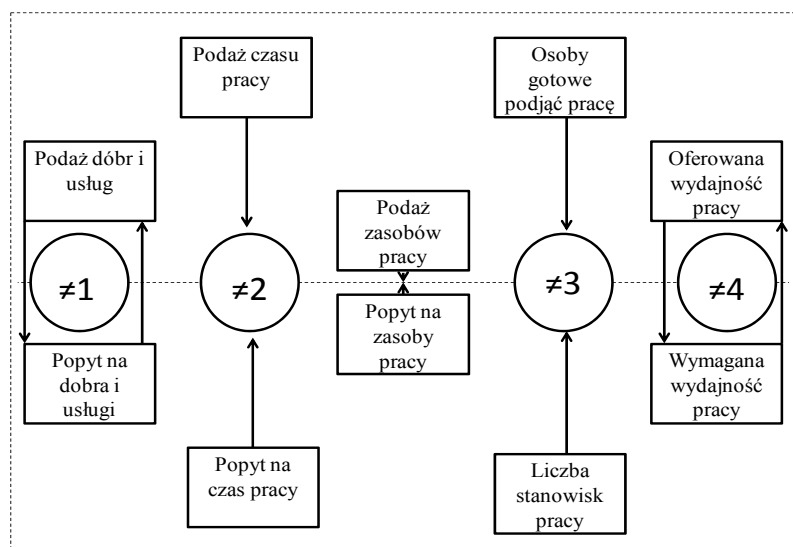 Podaż czasu
pracy
Osoby
gotowe
podjąć pracę
Podaż dóbr i
usług
Oferowana
wydajność
pracy
Podaż
zasobów
pracy
≠1
≠2
≠3
≠4
Popyt na
zasoby
pracy
Popyt na
dobra i
usługi
Wymagana
wydajność
pracy
Popyt na
czas pracy
Liczba
stanowisk
pracy